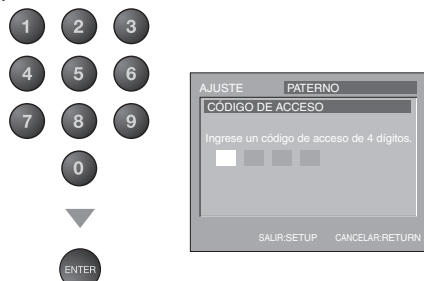 1 2 3
4 5 6
7 8 9
0
ENTER
AJUSTE PATERNO
CÓDIGO DE ACCESO
Ingrese un código de acceso de 4 dígitos.
SALIR:SETUP CANCELAR:RETURN